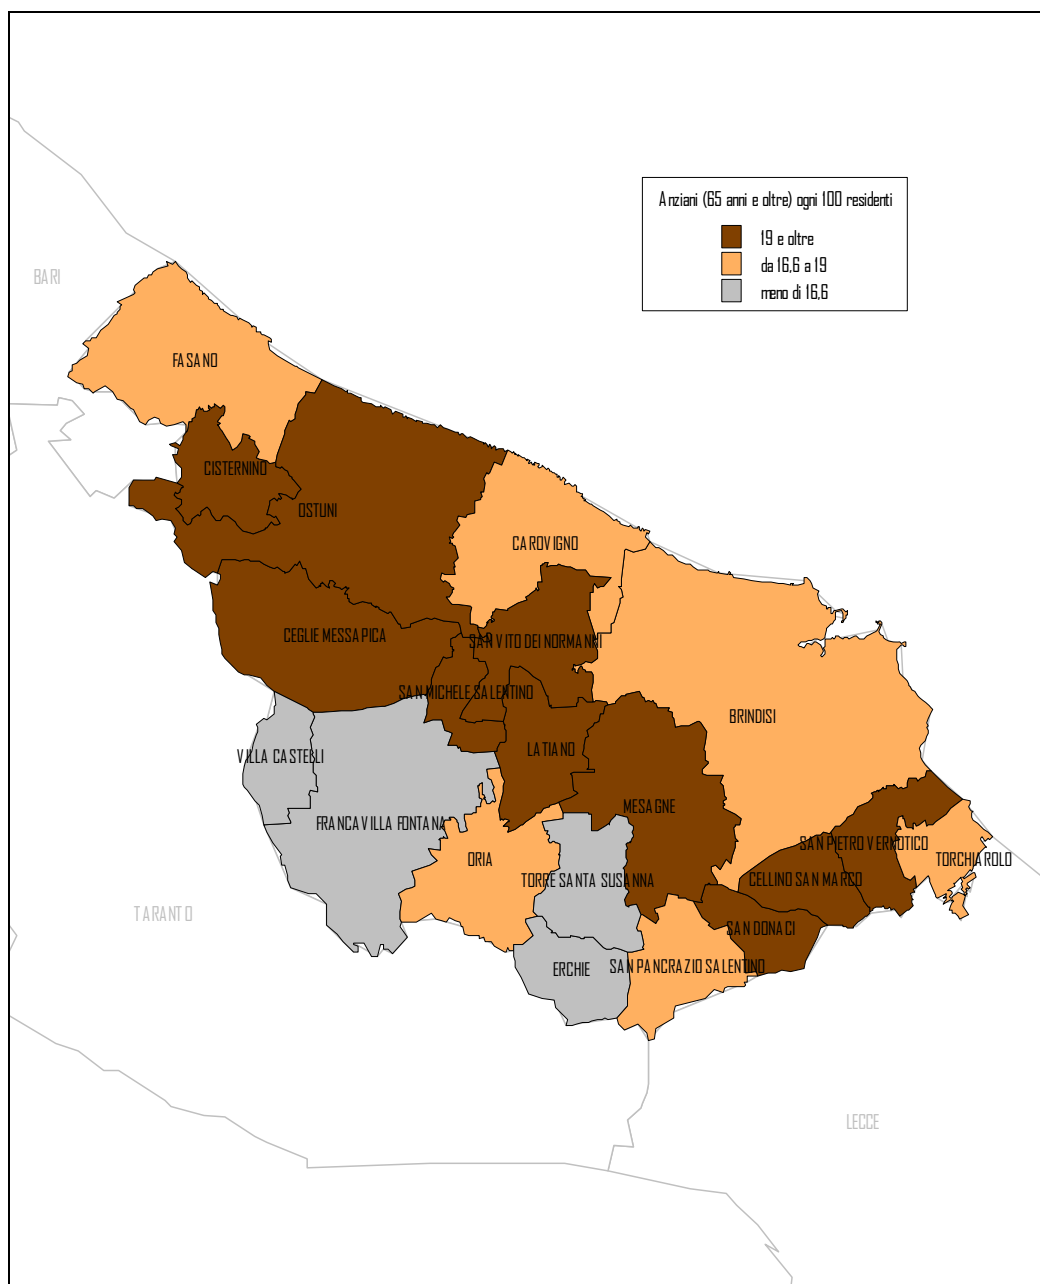 Anziani (65 anni e oltre) ogni 100 residenti
19 e oltre
da 16,6 a 19
meno di 16,6
BARI
FASANO
CISTERNINO
OSTUNI
CAROVIGNO
CEGLIE MESSAPICA
SAN VITO DEI NORMANNI
SAN MICHELE SALENTINO
BRINDISI
LATIANO
VILLA CASTELLI
MESAGNE
FRANCAVILLA FONTANA
SAN PIETRO VERNOTICO
ORIA
TORCHIAROLO
TORRE SANTA SUSANNA
CELLINO SAN MARCO
TARANTO
SAN DONACI
ERCHIE
SAN PANCRAZIO SALENTINO
LECCE